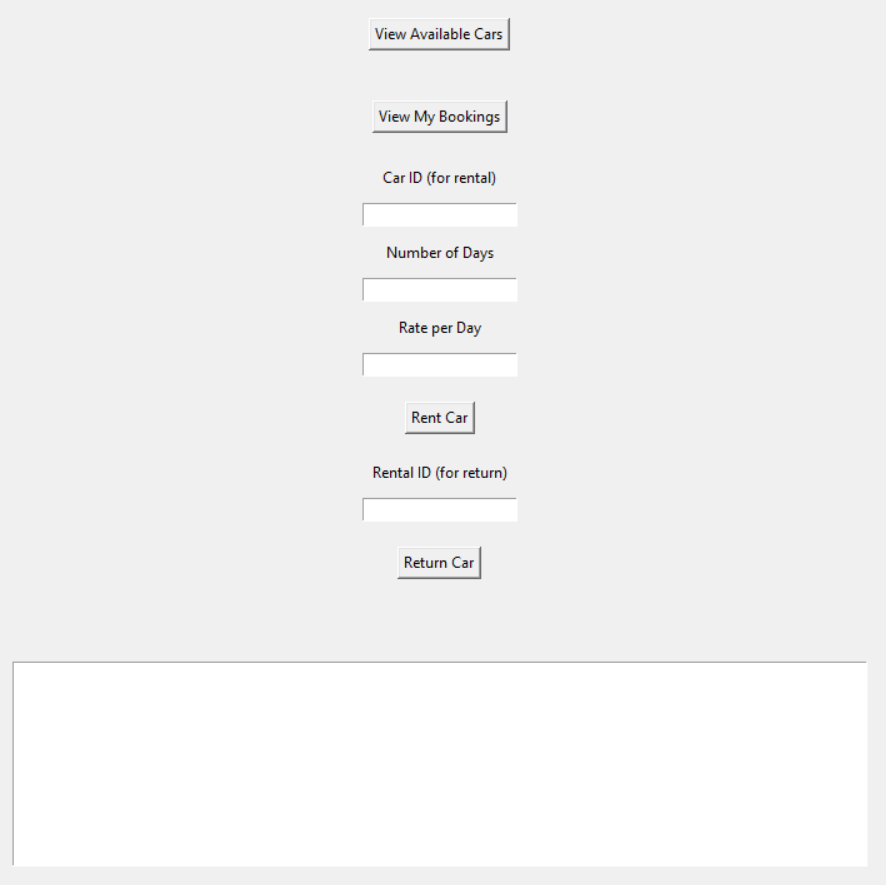 View Available Cars
View My Bookings
Car ID (for rental)
Number of Days
Rate per Day
Rent Car
Rental ID (for return)
Return Car